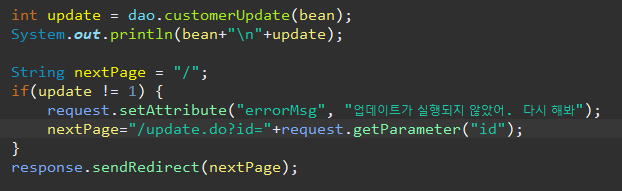 int update = dao.customerUpdate(bean);
System.out.println(bean+"\n"+update);
String nextPage = "/";
if(update != 1) {
request.setAttribute("errorMsg", "업데이트가 실행되지 않았어. 다시 해봐");
nextPage="/update.do?id="+request.getParameter("id");
}
response.sendRedirect(nextPage);